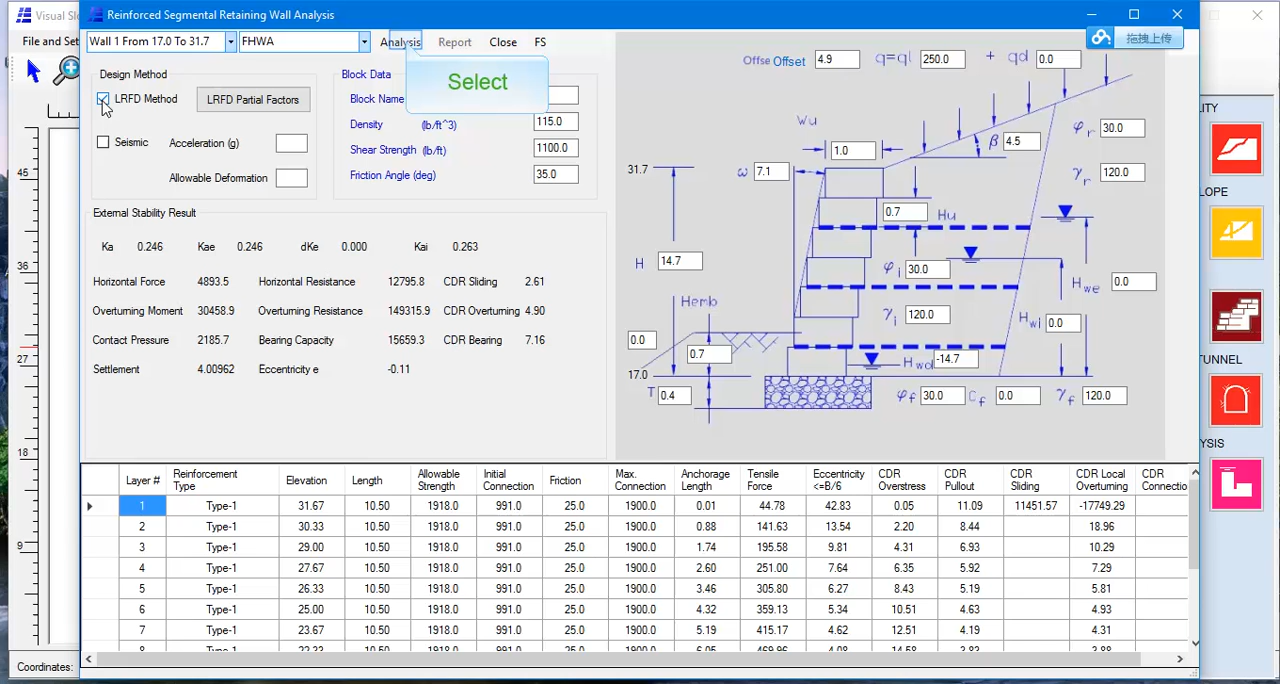 Visual Slo
Reinforced Segmental Retaining Wall Analysis
File and Set
Wall 1 From 17.0 To 31.7
FHWA
Analysis
Report
Close
FS
拖拽上传
Select
Design Method
LRFD Method
LRFD Partial Factors
Seismic
Acceleration (g)
Allowable Deformation
Block Data
Block Name
Density (lb/ft^3) 115.0
Shear Strength (lb/ft) 1100.0
Friction Angle (deg) 35.0
External Stability Result
Ka 0.246 Kae 0.246 dKe 0.000 Kai 0.263
Horizontal Force 4893.5 Horizontal Resistance 12795.8 CDR Sliding 2.61
Overturning Moment 30458.9 Overturning Resistance 149315.9 CDR Overturning 4.90
Contact Pressure 2185.7 Bearing Capacity 15659.3 CDR Bearing 7.16
Settlement 4.00962 Eccentricity e -0.11
Offse Offset 4.9 q=ql 250.0 + qd 0.0
Wu
1.0
φr 30.0
β 4.5
31.7
ω 7.1
γr 120.0
0.7 Hu
H 14.7
φi 30.0
Hwe 0.0
Hemb
γi 120.0
Hwi 0.0
0.0
0.7
17.0
Hwol -14.7
T 0.4
φf 30.0 Cf 0.0 γf 120.0
Layer # Reinforcement Type Elevation Length Allowable Strength Initial Connection Friction Max. Connection Anchorage Length Tensile Force Eccentricity <=B/6 CDR Overstress CDR Pullout CDR Sliding CDR Local Overturning CDR Connectio
1 Type-1 31.67 10.50 1918.0 991.0 25.0 1900.0 0.01 44.78 42.83 0.05 11.09 11451.57 -17749.29
2 Type-1 30.33 10.50 1918.0 991.0 25.0 1900.0 0.88 141.63 13.54 2.20 8.44 18.96
3 Type-1 29.00 10.50 1918.0 991.0 25.0 1900.0 1.74 195.58 9.81 4.31 6.93 10.29
4 Type-1 27.67 10.50 1918.0 991.0 25.0 1900.0 2.60 251.00 7.64 6.35 5.92 7.29
5 Type-1 26.33 10.50 1918.0 991.0 25.0 1900.0 3.46 305.80 6.27 8.43 5.19 5.81
6 Type-1 25.00 10.50 1918.0 991.0 25.0 1900.0 4.32 359.13 5.34 10.51 4.63 4.93
7 Type-1 23.67 10.50 1918.0 991.0 25.0 1900.0 5.19 415.17 4.62 12.51 4.19 4.31
45
36
27
18
9
Coordinates:
ITY
LOPE
TUNNEL
YSIS